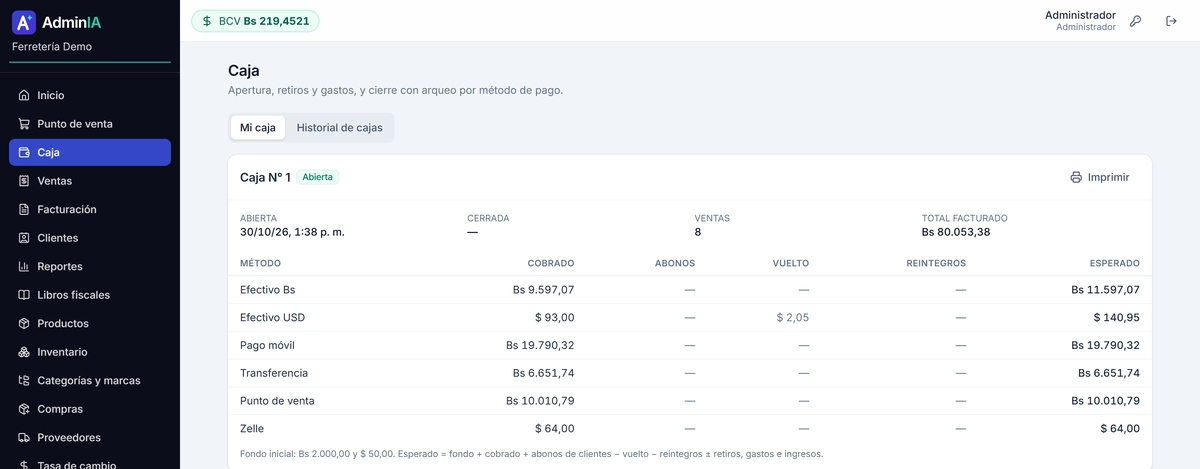 AdminIA
Ferretería Demo
Inicio
Punto de venta
Caja
Ventas
Facturación
Clientes
Reportes
Libros fiscales
Productos
Inventario
Categorías y marcas
Compras
Proveedores
Tasa de cambio
BCV Bs 219,4521
Administrador
Administrador
Caja
Apertura, retiros y gastos, y cierre con arqueo por método de pago.
Mi caja Historial de cajas
Caja N° 1 Abierta Imprimir
ABIERTA CERRADA VENTAS TOTAL FACTURADO
30/10/26, 1:38 p. m. — 8 Bs 80.053,38
MÉTODO COBRADO ABONOS VUELTO REINTEGROS ESPERADO
Efectivo Bs Bs 9.597,07 — — — Bs 11.597,07
Efectivo USD $ 93,00 — $ 2,05 — $ 140,95
Pago móvil Bs 19.790,32 — — — Bs 19.790,32
Transferencia Bs 6.651,74 — — — Bs 6.651,74
Punto de venta Bs 10.010,79 — — — Bs 10.010,79
Zelle $ 64,00 — — — $ 64,00
Fondo inicial: Bs 2.000,00 y $ 50,00. Esperado = fondo + cobrado + abonos de clientes − vuelto − reintegros ± retiros, gastos e ingresos.